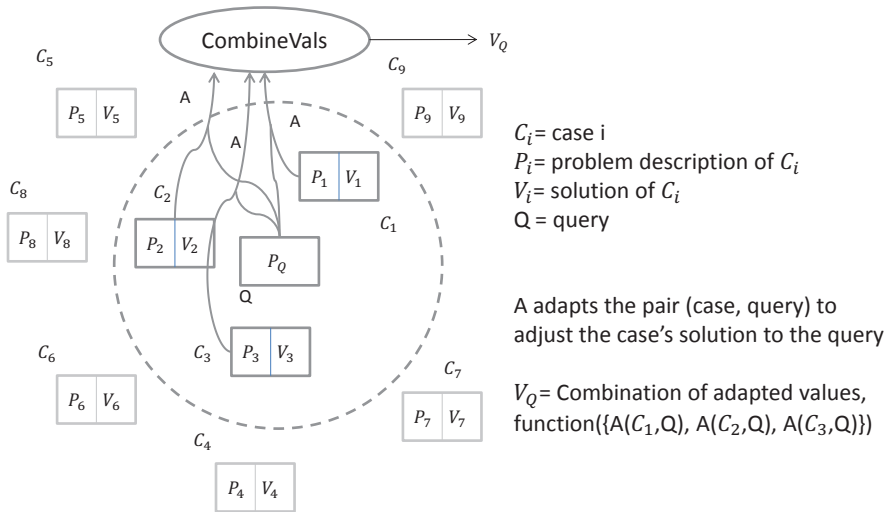 CombineVals
V_Q
C_5
C_9
A
P_5 V_5
P_9 V_9
A
A
C_i= case i
P_i= problem description of C_i
V_i= solution of C_i
Q = query
P_1 V_1
C_2
C_8
C_1
P_8 V_8
P_2 V_2
P_Q
Q
A adapts the pair (case, query) to
adjust the case's solution to the query
C_3
P_3 V_3
C_6
C_7
P_6 V_6
P_7 V_7
V_Q= Combination of adapted values,
function({A(C_1,Q), A(C_2,Q), A(C_3,Q)})
C_4
P_4 V_4